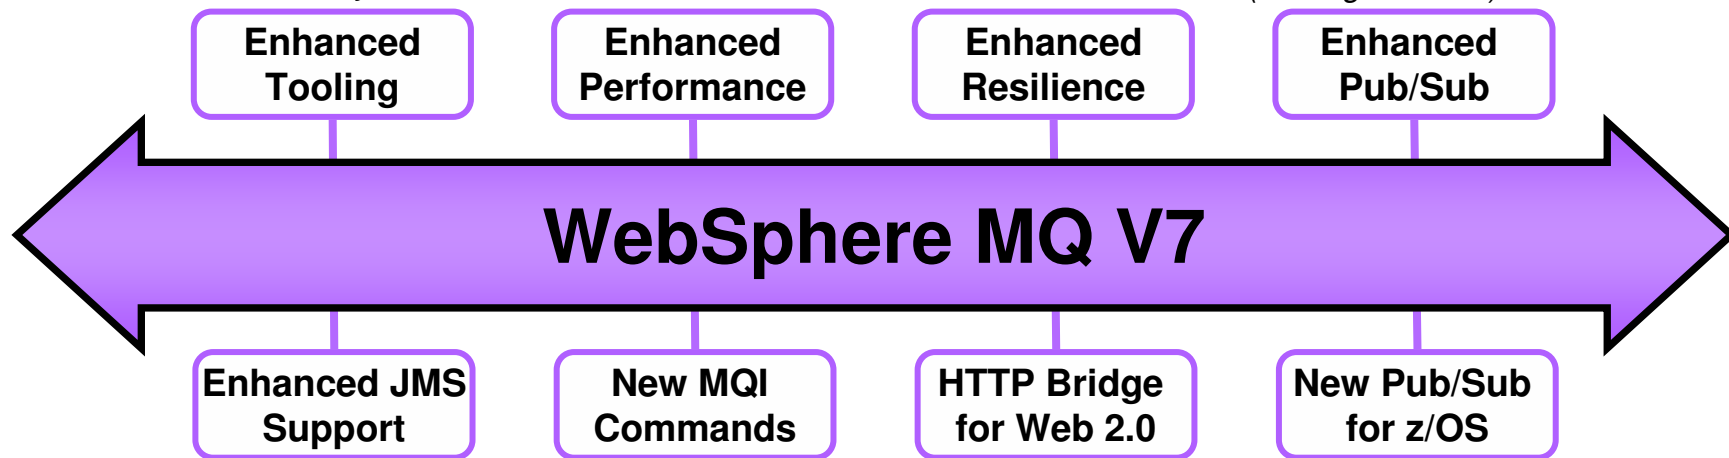 Enhanced
Tooling
Enhanced
Performance
Enhanced
Resilience
Enhanced
Pub/Sub
WebSphere MQ V7
Enhanced JMS
Support
New MQI
Commands
HTTP Bridge
for Web 2.0
New Pub/Sub
for z/OS